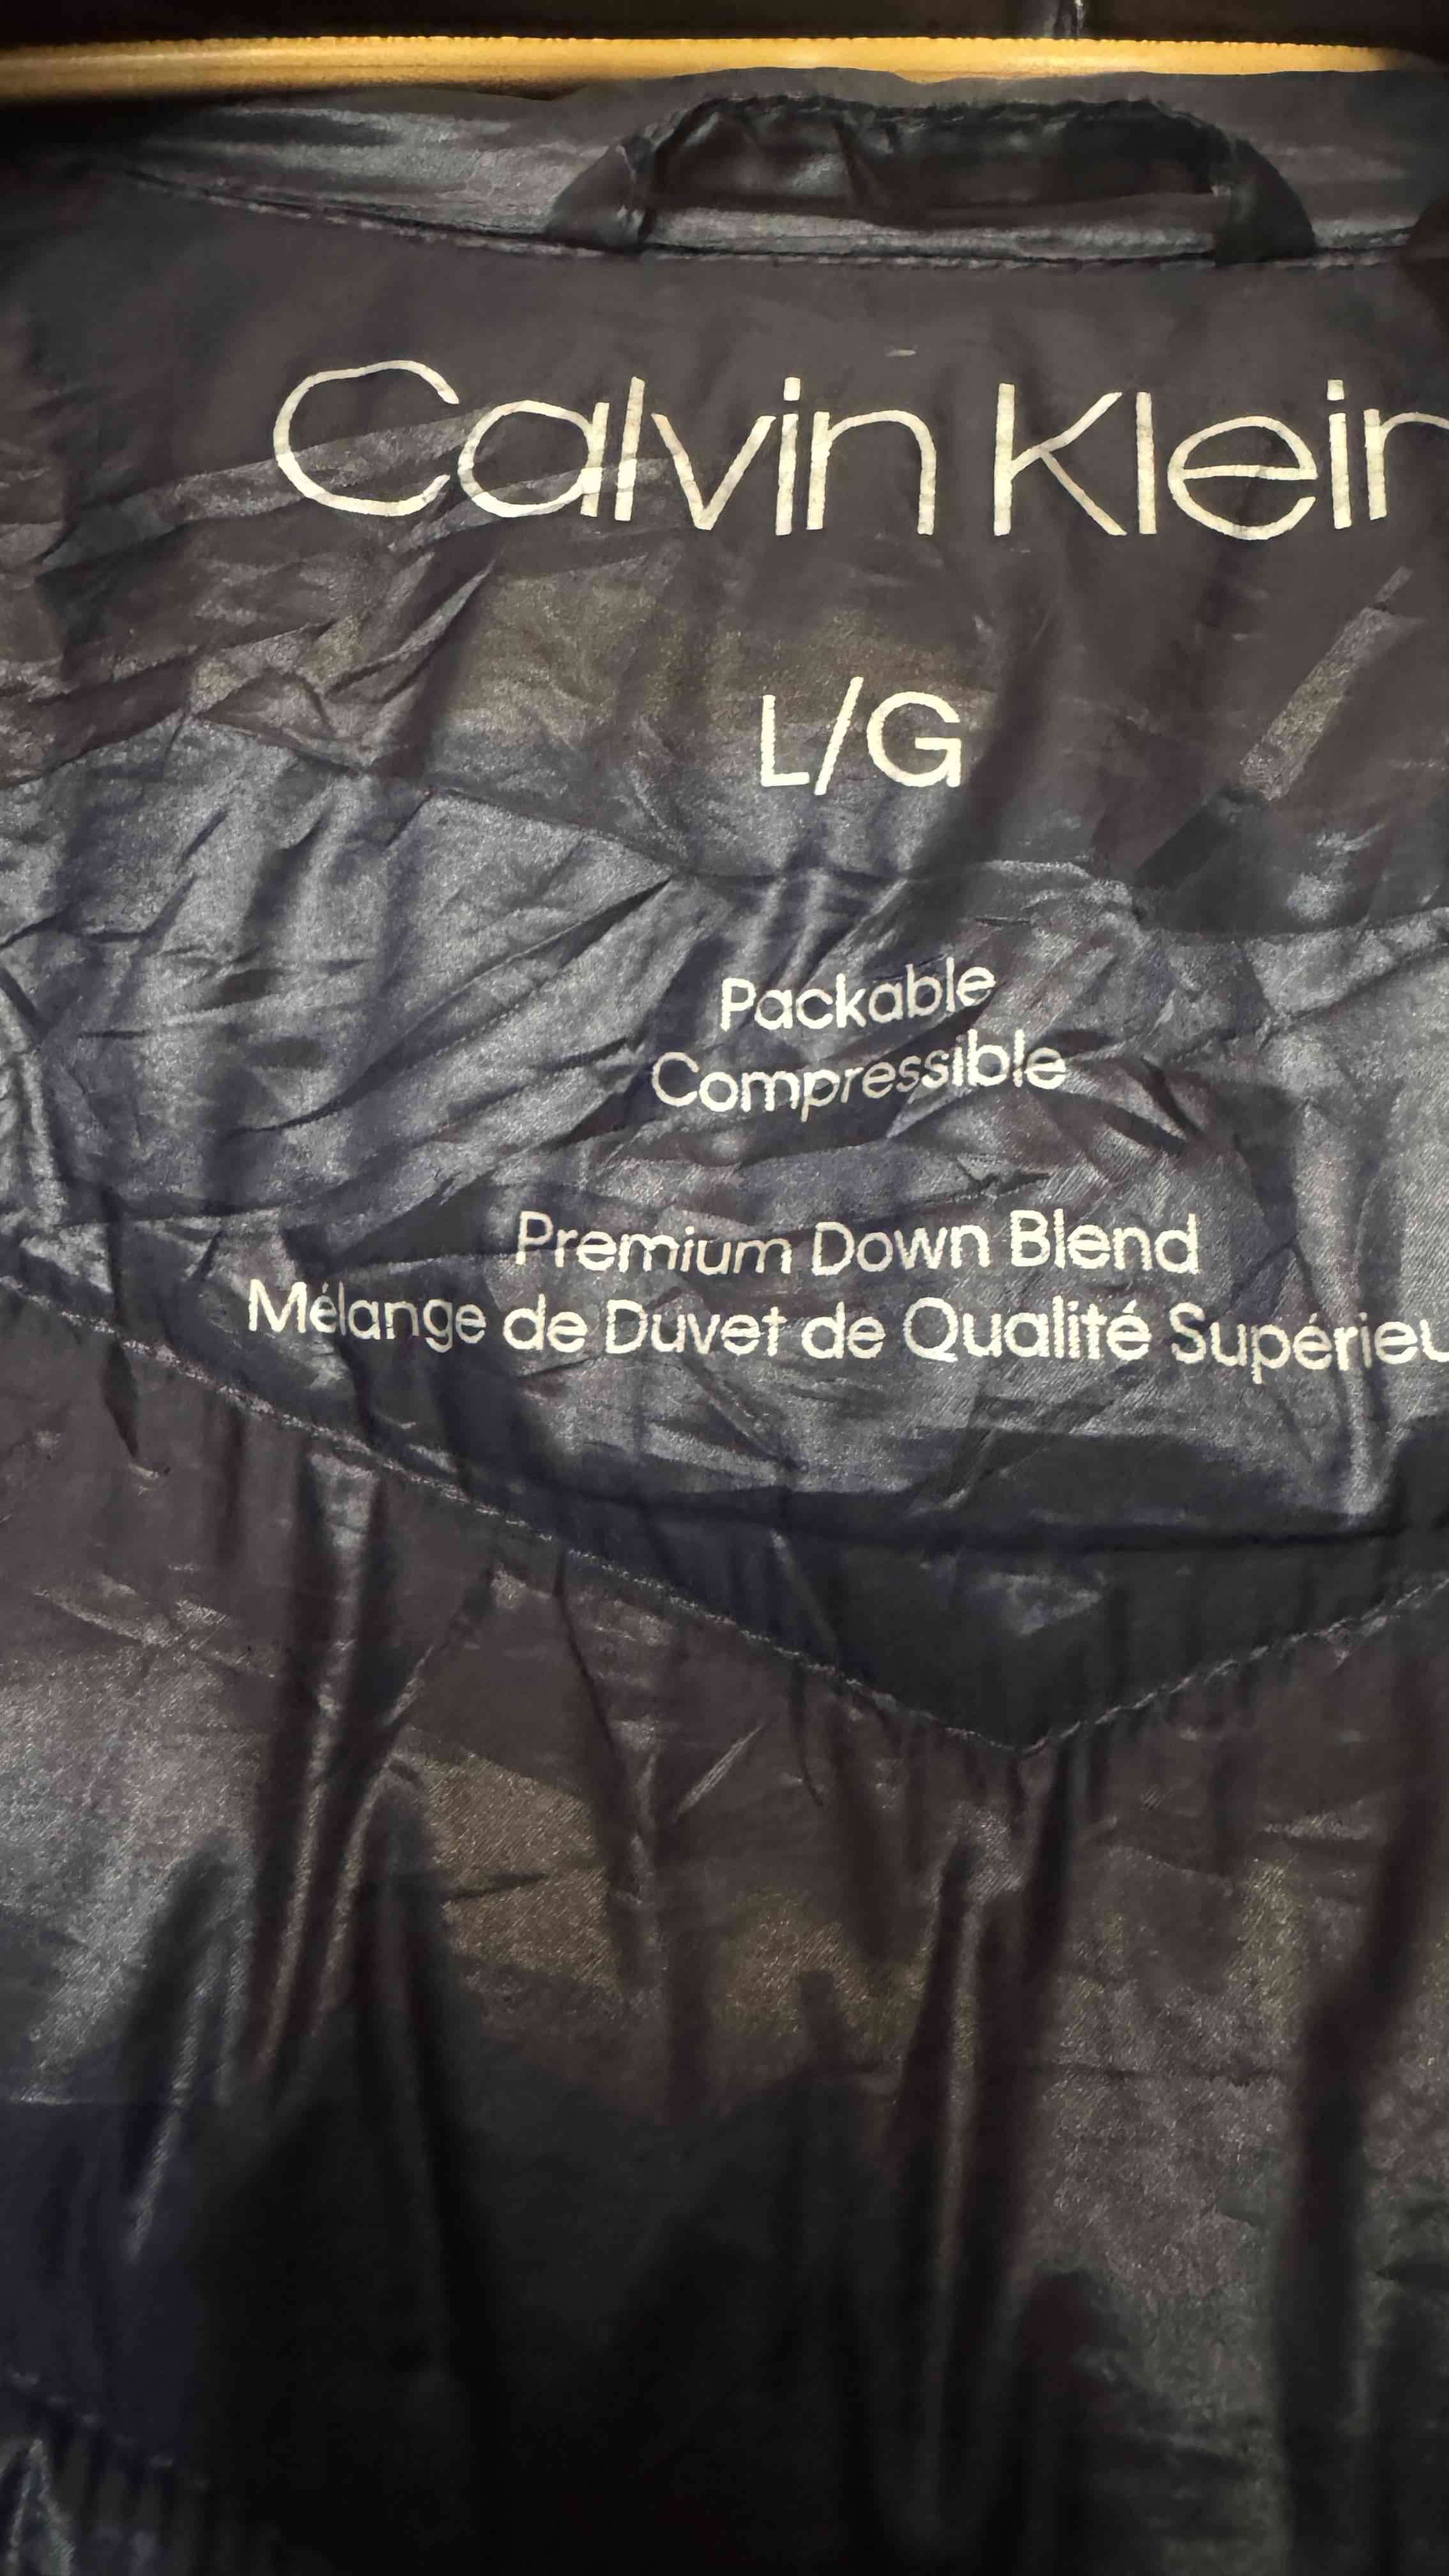 Calvin Klein
L/G
Packable
Compressible
Premium Down Blend
Mélange de Duvet de Qualité Supérieu